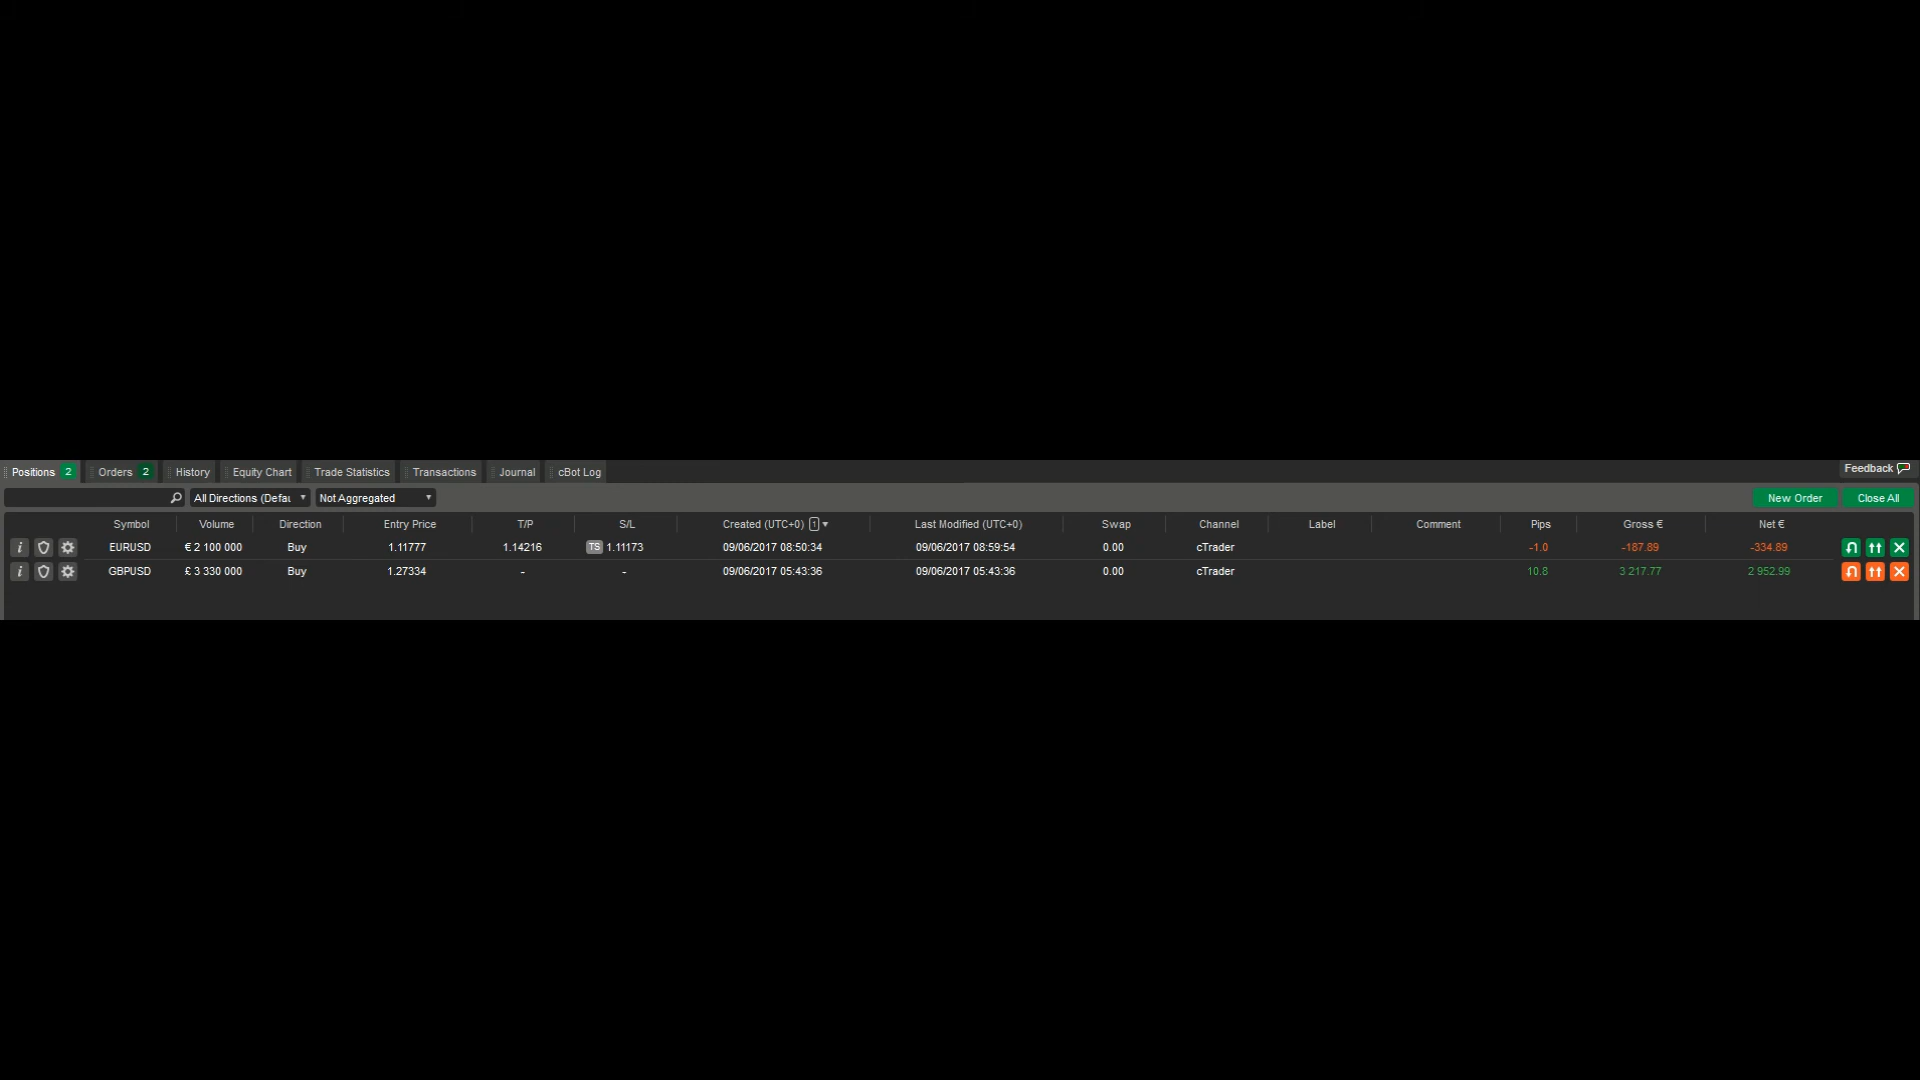 Positions 2 Orders 2 History Equity Chart Trade Statistics Transactions Journal cBot Log Feedback
All Directions (Defau Not Aggregated New Order Close All
Symbol Volume Direction Entry Price T/P S/L Created (UTC+0) 1 Last Modified (UTC+0) Swap Channel Label Comment Pips Gross € Net €
i EURUSD € 2 100 000 Buy 1.11777 1.14216 TS 1.11173 09/06/2017 08:50:34 09/06/2017 08:59:54 0.00 cTrader -1.0 -187.89 -334.89
i GBPUSD £ 3 330 000 Buy 1.27334 - - 09/06/2017 05:43:36 09/06/2017 05:43:36 0.00 cTrader 10.8 3 217.77 2 952.99